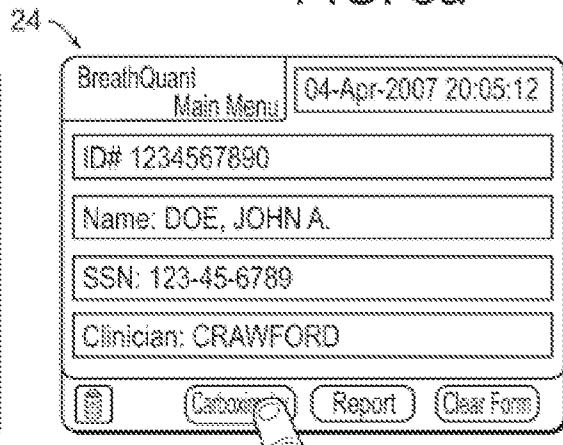 24
BreathQuant
Main Menu
04-Apr-2007 20:05:12
ID# 1234567890
Name: DOE, JOHN A.
SSN: 123-45-6789
Clinician: CRAWFORD
Report
Clear Form